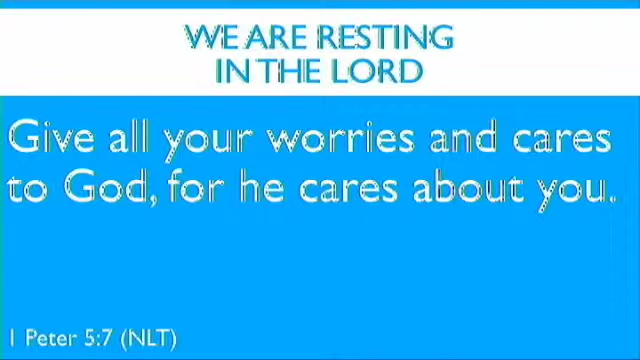 WE ARE RESTING
IN THE LORD
Give all your worries and cares
to God, for he cares about you.
1 Peter 5:7 (NLT)